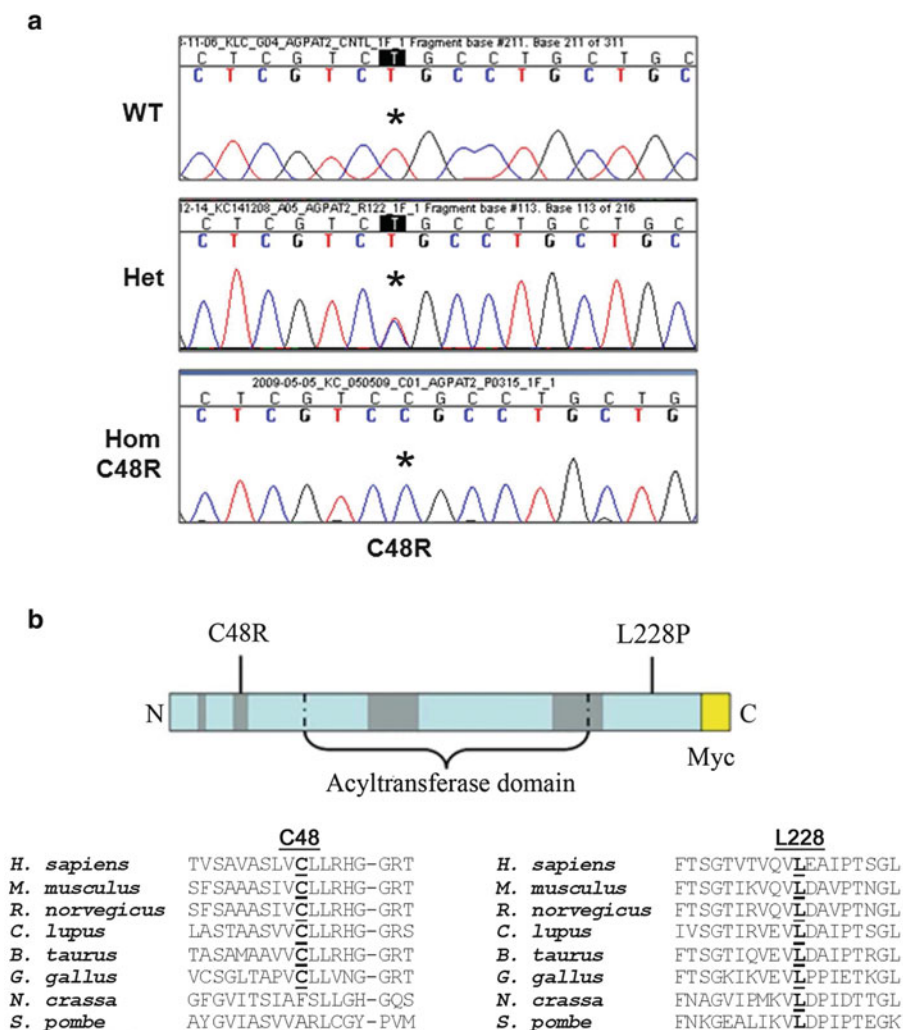 a
3-11-06_KLC_G04_AGPAT2_CNTL_1F_1 Fragment base #211. Base 211 of 311
C T C G T C T G C C T G C T G C
C T C G T C T G C C T G C T G C
WT
*
12-14_KC141208_A05_AGPAT2_R122_1F_1 Fragment base #113. Base 113 of 216
C T C G T C T G C C T G C T G C
C T C G T C T G C C T G C T G C
Het
*
2009-05-05_KC_050509_C01_AGPAT2_P0315_1F_1
C T C G T C C G C C T G C T G
C T C G T C C G C C T G C T G
Hom
C48R
*
C48R
b
C48R L228P
N C
Myc
Acyltransferase domain
C48 L228
H. sapiens TVSAVASLVCLLRHG-GRT H. sapiens FTSGTVTVQVLEAIPTSGL
M. musculus SFSAAASIVCLLRHG-GRT M. musculus FTSGTIKVQVLDAVPTNGL
R. norvegicus SFSAAASIVCLLRHG-GRT R. norvegicus FTSGTIRVQVLDAVPTNGL
C. lupus LASTAASVVCLLRHG-GRS C. lupus IVSGTIRVEVLDAIPTSGL
B. taurus TASAMAAVVCLLRHG-GRT B. taurus FTSGTIQVEVLDAIPTRGL
G. gallus VCSGLTAPVCLLVNG-GRT G. gallus FTSGKIKVEVLPPIETKGL
N. crassa GFGVITSIAFSLLGH-GQS N. crassa FNAGVIPMKVLDPIDTTGL
S. pombe AYGVIASVVARLCGY-PVM S. pombe FNKGEALIKVLDPIPTEGK